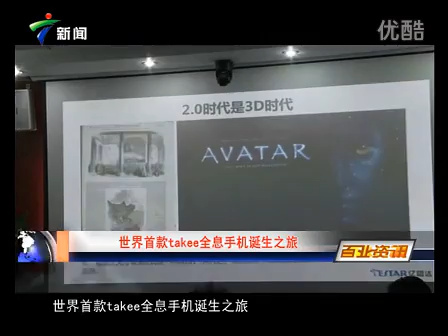 新闻
优酷
2.0时代是3D时代
AVATAR
世界首款takee全息手机诞生之旅
百业资讯
世界首款takee全息手机诞生之旅